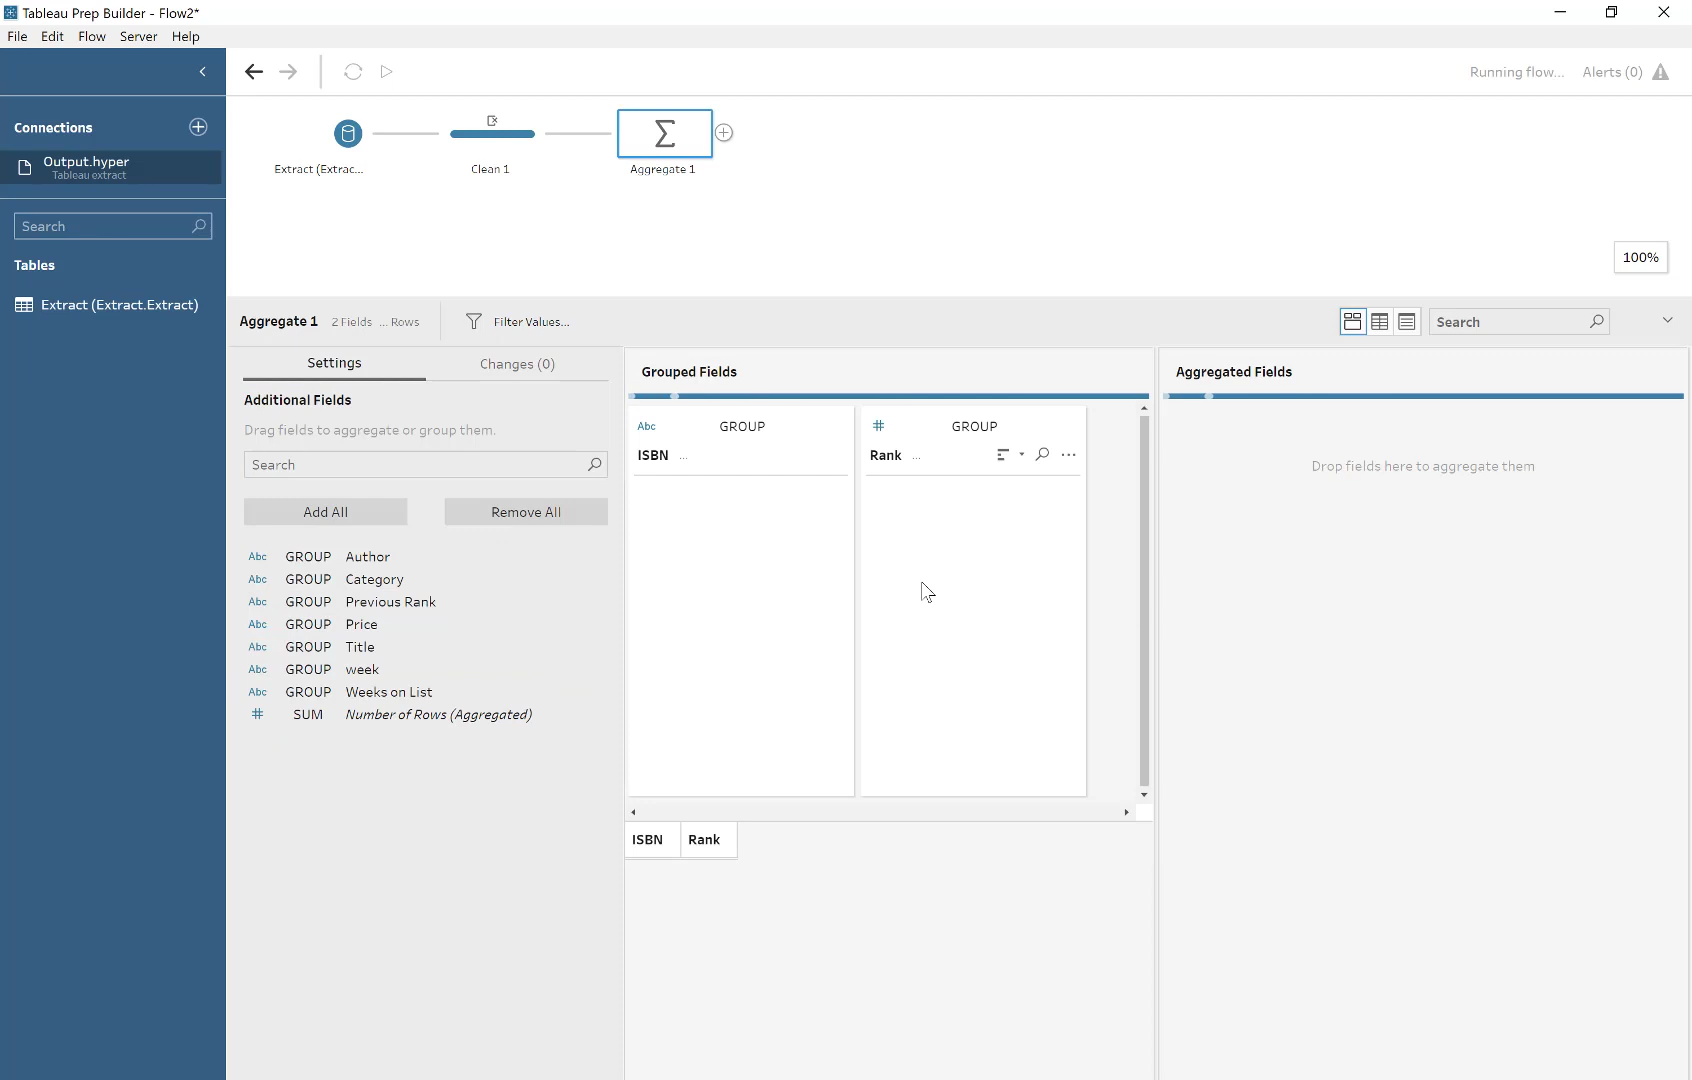 Tableau Prep Builder - Flow2*
File Edit Flow Server Help
Running flow... Alerts (0)
Connections
Output.hyper
Tableau extract
Search
Tables
Extract (Extract.Extract)
Extract (Extrac... Clean 1 Aggregate 1
100%
Aggregate 1 2 Fields ... Rows Filter Values... Search
Settings Changes (0)
Additional Fields
Drag fields to aggregate or group them.
Search
Add All Remove All
Abc GROUP Author
Abc GROUP Category
Abc GROUP Previous Rank
Abc GROUP Price
Abc GROUP Title
Abc GROUP week
Abc GROUP Weeks on List
# SUM Number of Rows (Aggregated)
Grouped Fields
Abc GROUP
ISBN ...
# GROUP
Rank ...
ISBN Rank
Aggregated Fields
Drop fields here to aggregate them